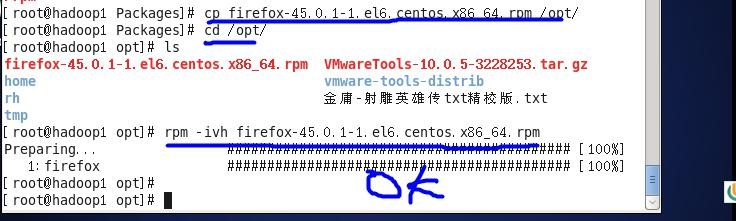 [root@hadoop1 Packages]# cp firefox-45.0.1-1.el6.centos.x86_64.rpm /opt/
[root@hadoop1 Packages]# cd /opt/
[root@hadoop1 opt]# ls
firefox-45.0.1-1.el6.centos.x86_64.rpm VMwareTools-10.0.5-3228253.tar.gz
home vmware-tools-distrib
rh 金庸-射雕英雄传txt精校版.txt
tmp
[root@hadoop1 opt]# rpm -ivh firefox-45.0.1-1.el6.centos.x86_64.rpm
Preparing... ########################################### [100%]
1:firefox ########################################### [100%]
[root@hadoop1 opt]#
[root@hadoop1 opt]#
OK